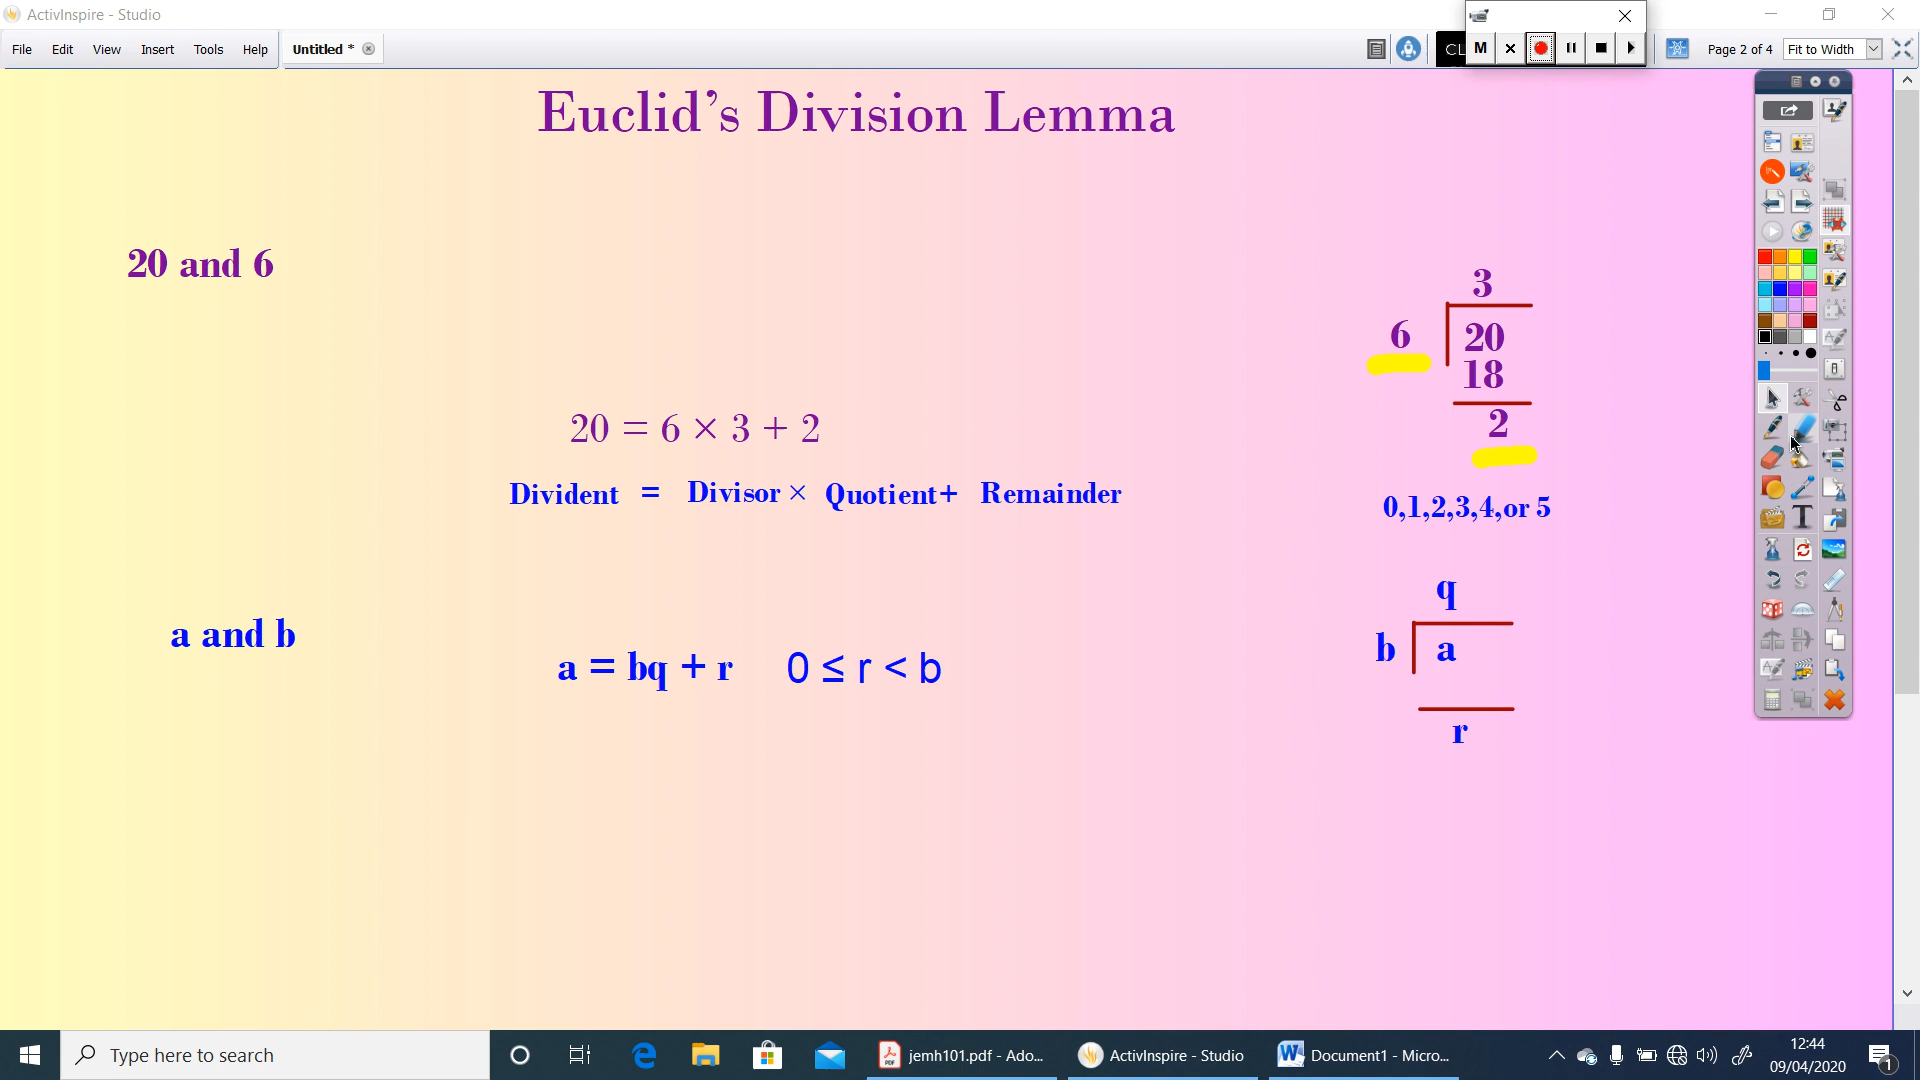 ActivInspire - Studio
File Edit View Insert Tools Help Untitled *
CL M Page 2 of 4 Fit to Width
Euclid's Division Lemma
20 and 6
3
6 20
18
2
20 = 6 × 3 + 2
Divident = Divisor × Quotient+ Remainder
0,1,2,3,4,or 5
q
b a
r
a and b
a = bq + r 0 ≤ r < b
Type here to search
jemh101.pdf - Ado...
ActivInspire - Studio
Document1 - Micro...
12:44
09/04/2020
1